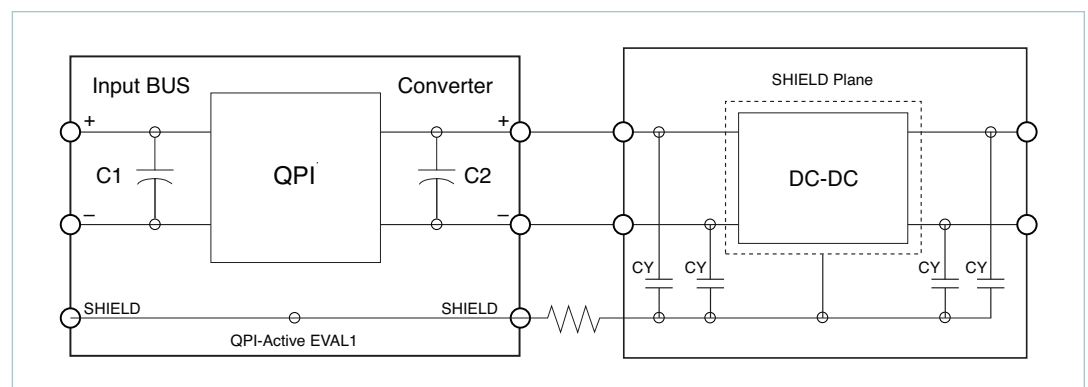 SHIELD Plane
Input BUS
Converter
+
+
C1
QPI
C2
DC-DC
–
–
CY
CY
CY
CY
SHIELD
SHIELD
QPI-Active EVAL1